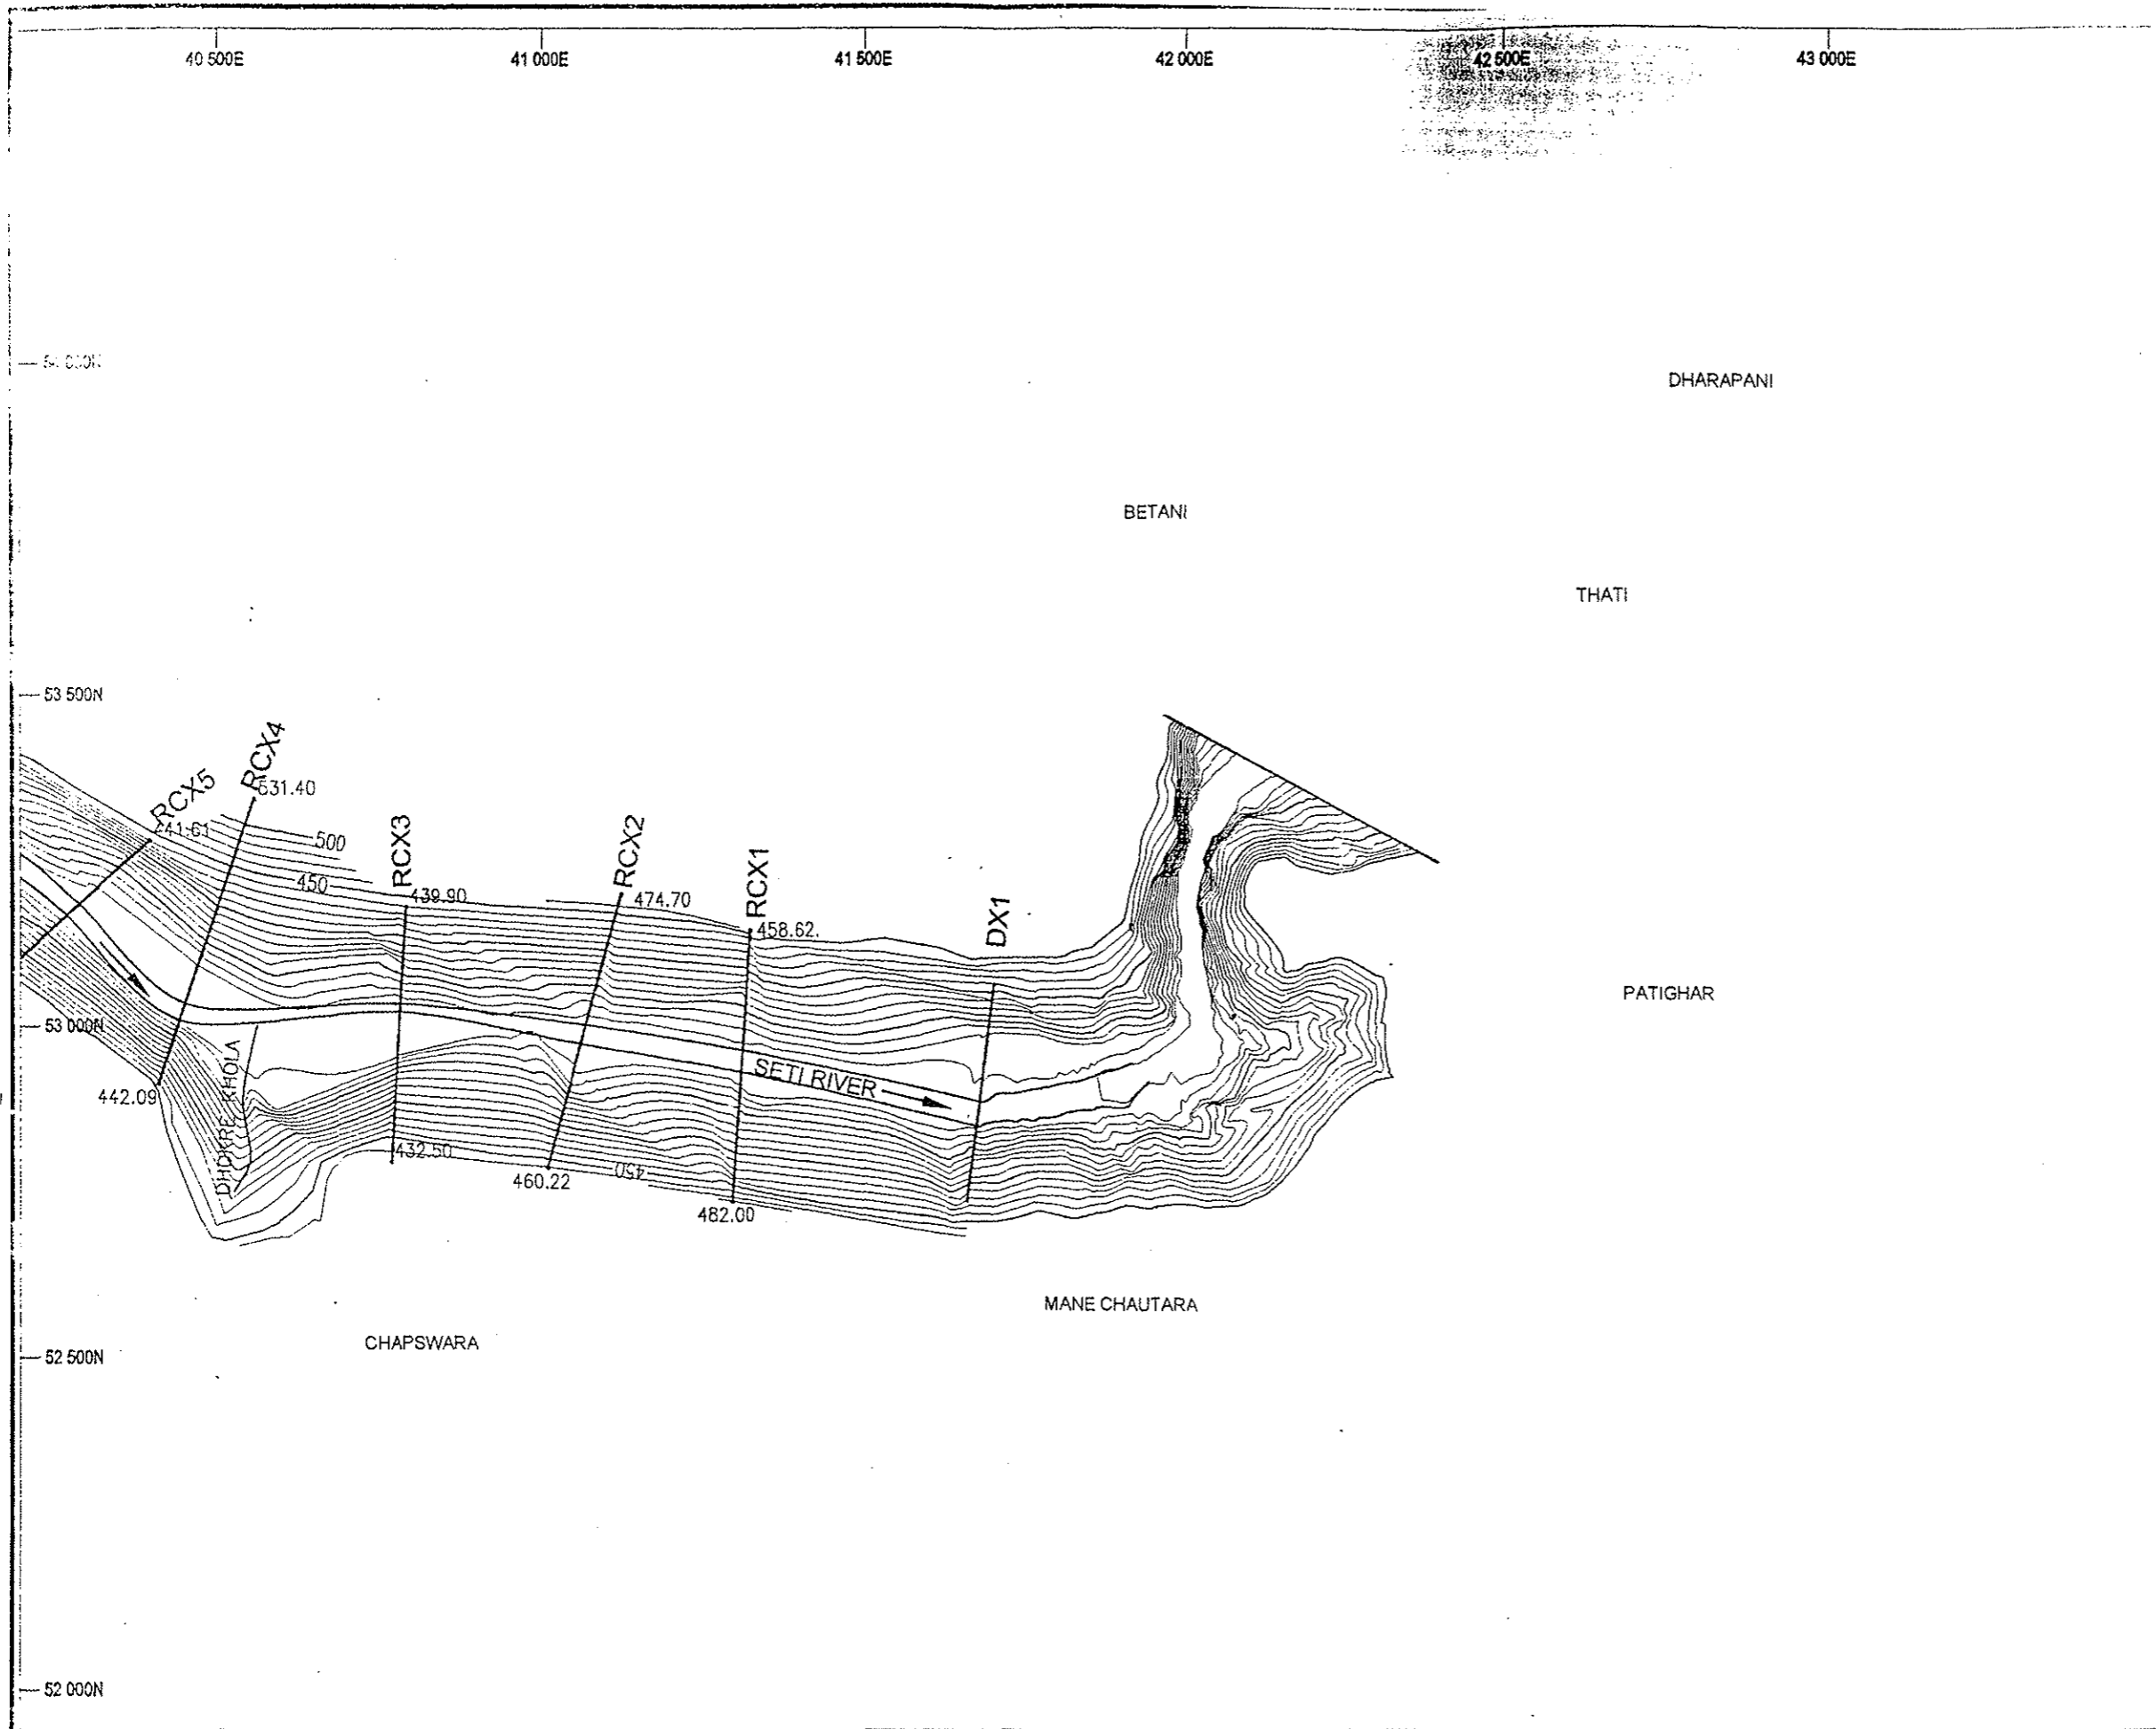 40 500E
41 000E
41 500E
42 000E
42 500E
43 000E
DHARAPANI
BETANI
THATI
53 500N
RCX4
RCX5
RCX3
RCX2
RCX1
DX1
441.61
500
450
439.90
474.70
458.62.
PATIGHAR
53 000N
DHOKRE KHOLA
SETI RIVER
442.09
432.50
450
460.22
482.00
MANE CHAUTARA
CHAPSWARA
52 500N
52 000N